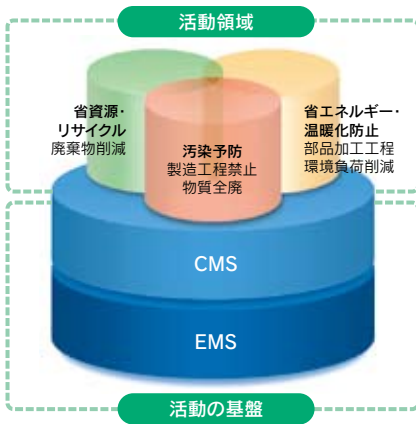 活動領域
省資源・
リサイクル
廃棄物削減
汚染予防
製造工程禁止
物質全廃
省エネルギー・
温暖化防止
部品加工工程
環境負荷削減
CMS
EMS
活動の基盤